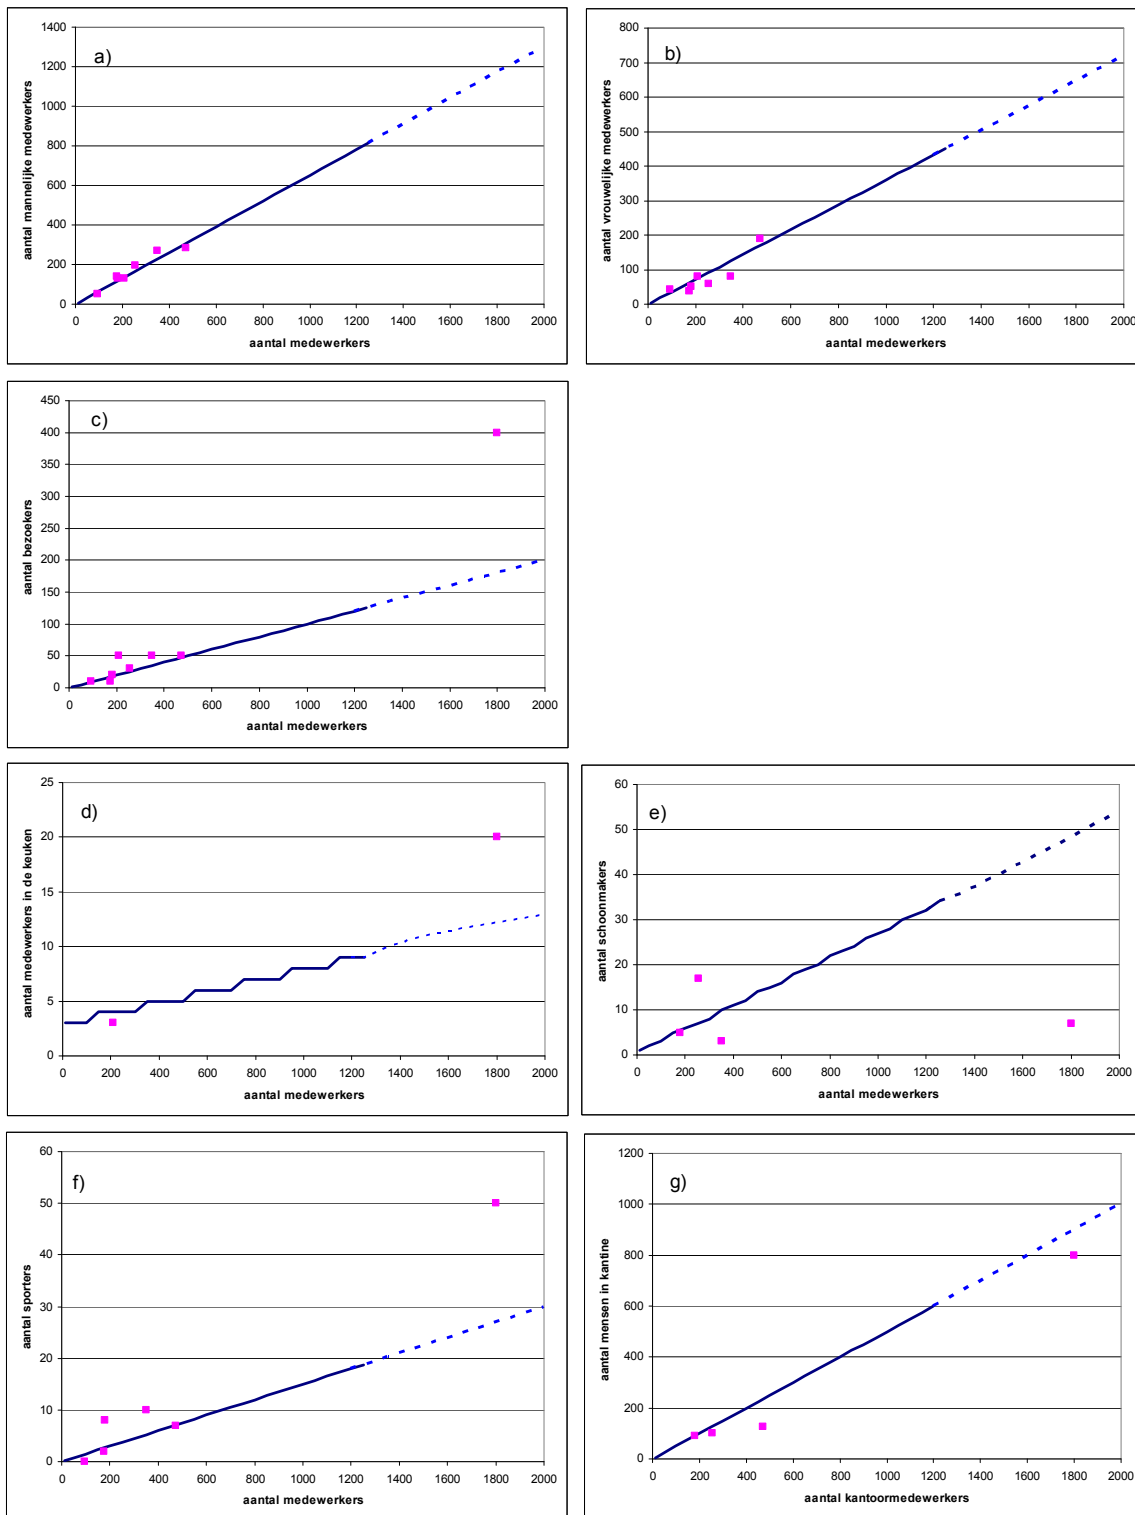 a)
aantal mannelijke medewerkers
1400
1200
1000
800
600
400
200
0
0 200 400 600 800 1000 1200 1400 1600 1800 2000
aantal medewerkers
b)
aantal vrouwelijke medewerkers
800
700
600
500
400
300
200
100
0
0 200 400 600 800 1000 1200 1400 1600 1800 2000
aantal medewerkers
c)
aantal bezoekers
450
400
350
300
250
200
150
100
50
0
0 200 400 600 800 1000 1200 1400 1600 1800 2000
aantal medewerkers
d)
aantal medewerkers in de keuken
25
20
15
10
5
0
0 200 400 600 800 1000 1200 1400 1600 1800 2000
aantal medewerkers
e)
aantal schoonmakers
60
50
40
30
20
10
0
0 200 400 600 800 1000 1200 1400 1600 1800 2000
aantal medewerkers
f)
aantal sporters
60
50
40
30
20
10
0
0 200 400 600 800 1000 1200 1400 1600 1800 2000
aantal medewerkers
g)
aantal mensen in kantine
1200
1000
800
600
400
200
0
0 200 400 600 800 1000 1200 1400 1600 1800 2000
aantal kantoormedewerkers